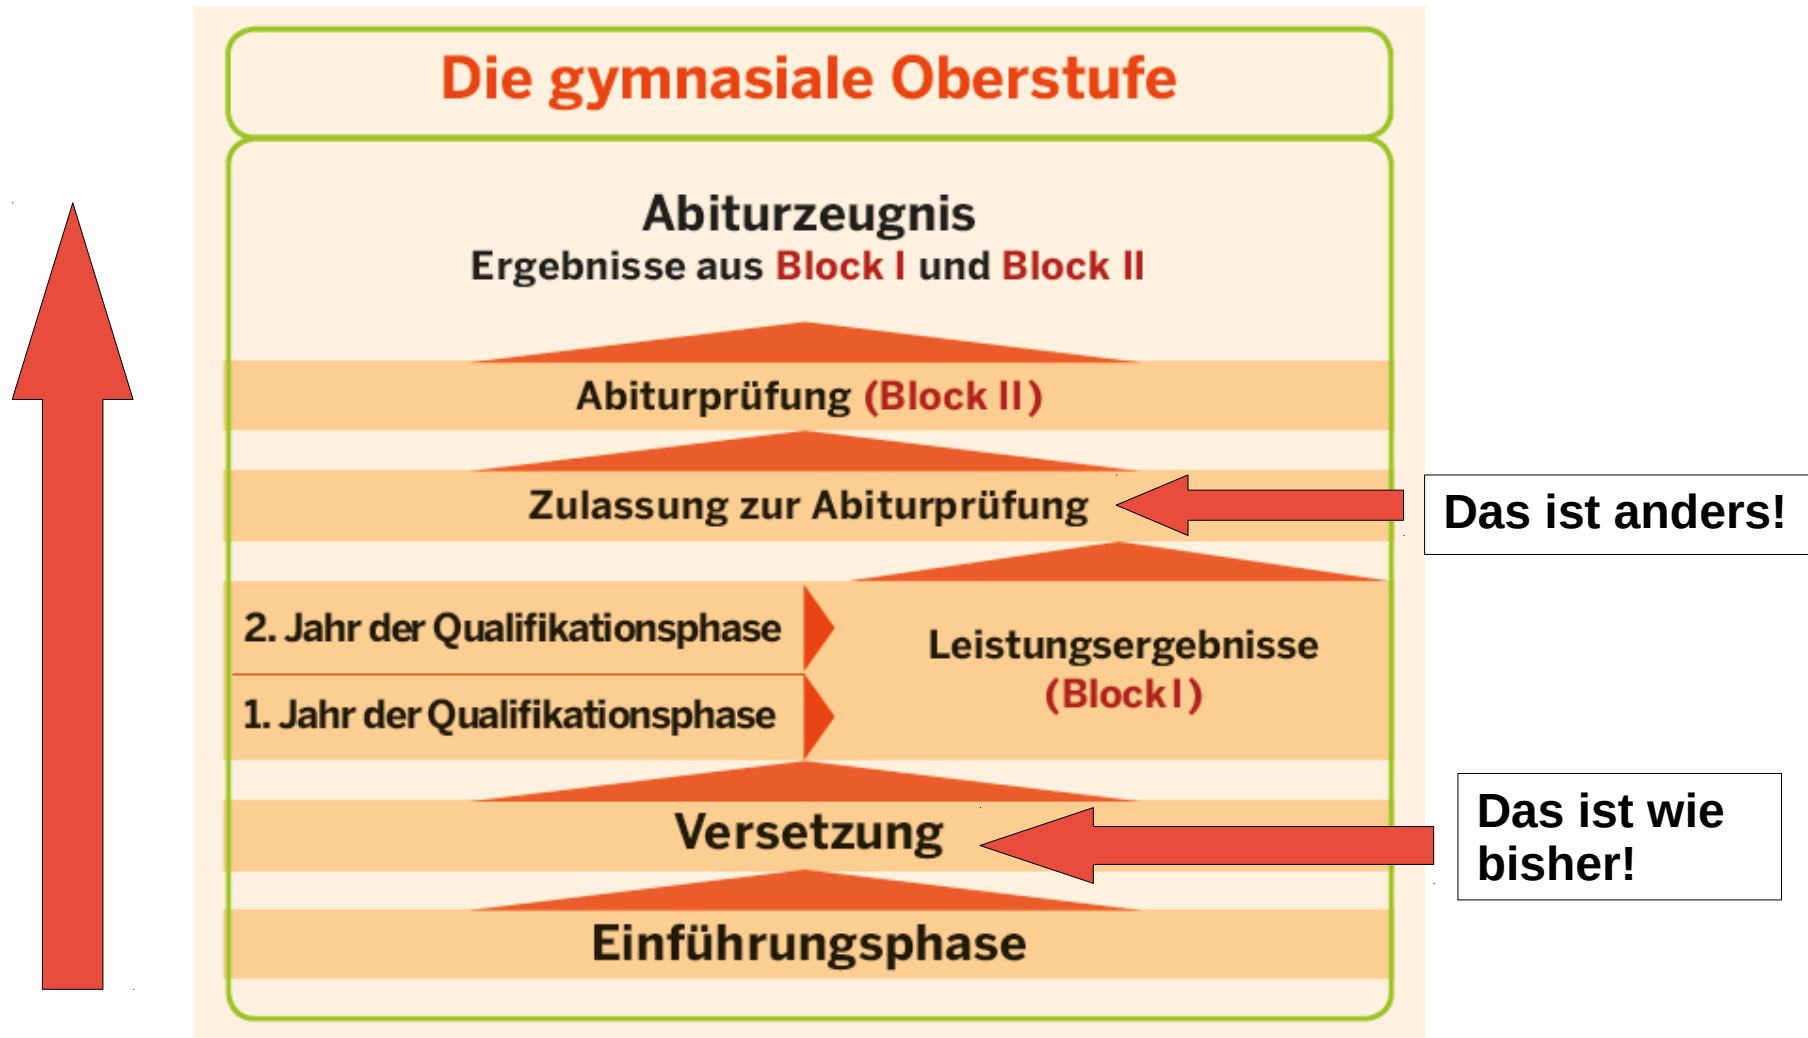 Die gymnasiale Oberstufe
Abiturzeugnis
Ergebnisse aus Block I und Block II
Abiturprüfung (Block II)
Zulassung zur Abiturprüfung
Das ist anders!
2. Jahr der Qualifikationsphase
1. Jahr der Qualifikationsphase
Leistungsergebnisse
(Block I)
Versetzung
Das ist wie
bisher!
Einführungsphase